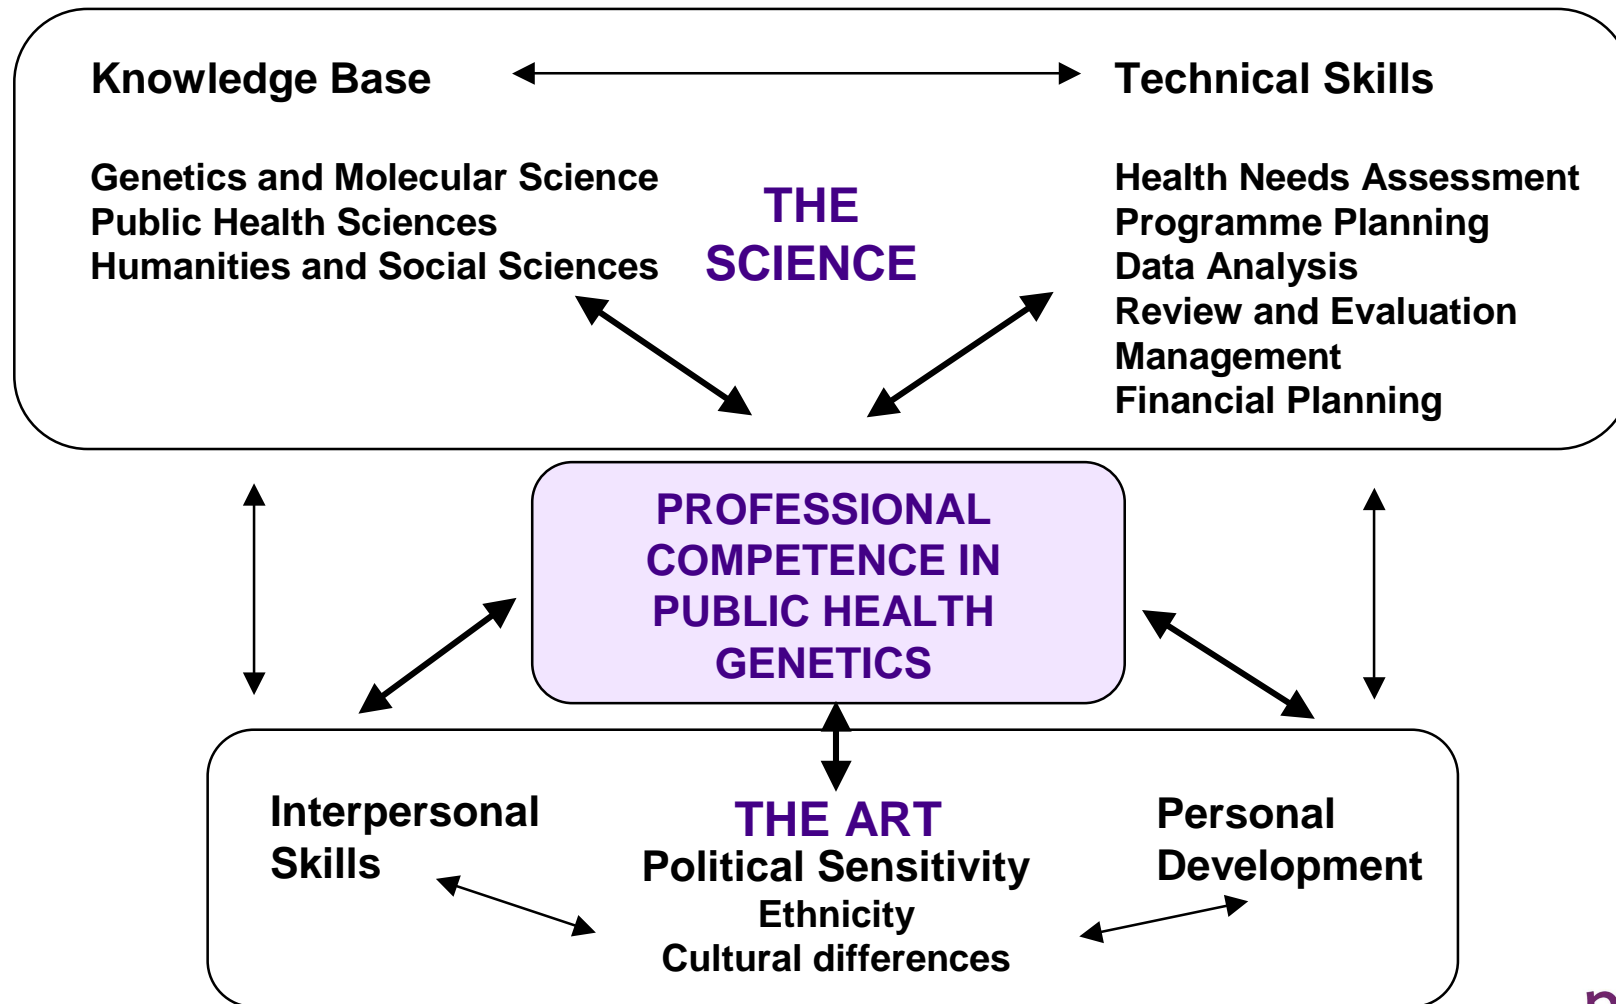 Knowledge Base
Technical Skills
Genetics and Molecular Science
Public Health Sciences
Humanities and Social Sciences
THE
SCIENCE
Health Needs Assessment
Programme Planning
Data Analysis
Review and Evaluation
Management
Financial Planning
PROFESSIONAL
COMPETENCE IN
PUBLIC HEALTH
GENETICS
Interpersonal
Skills
THE ART
Political Sensitivity
Ethnicity
Cultural differences
Personal
Development